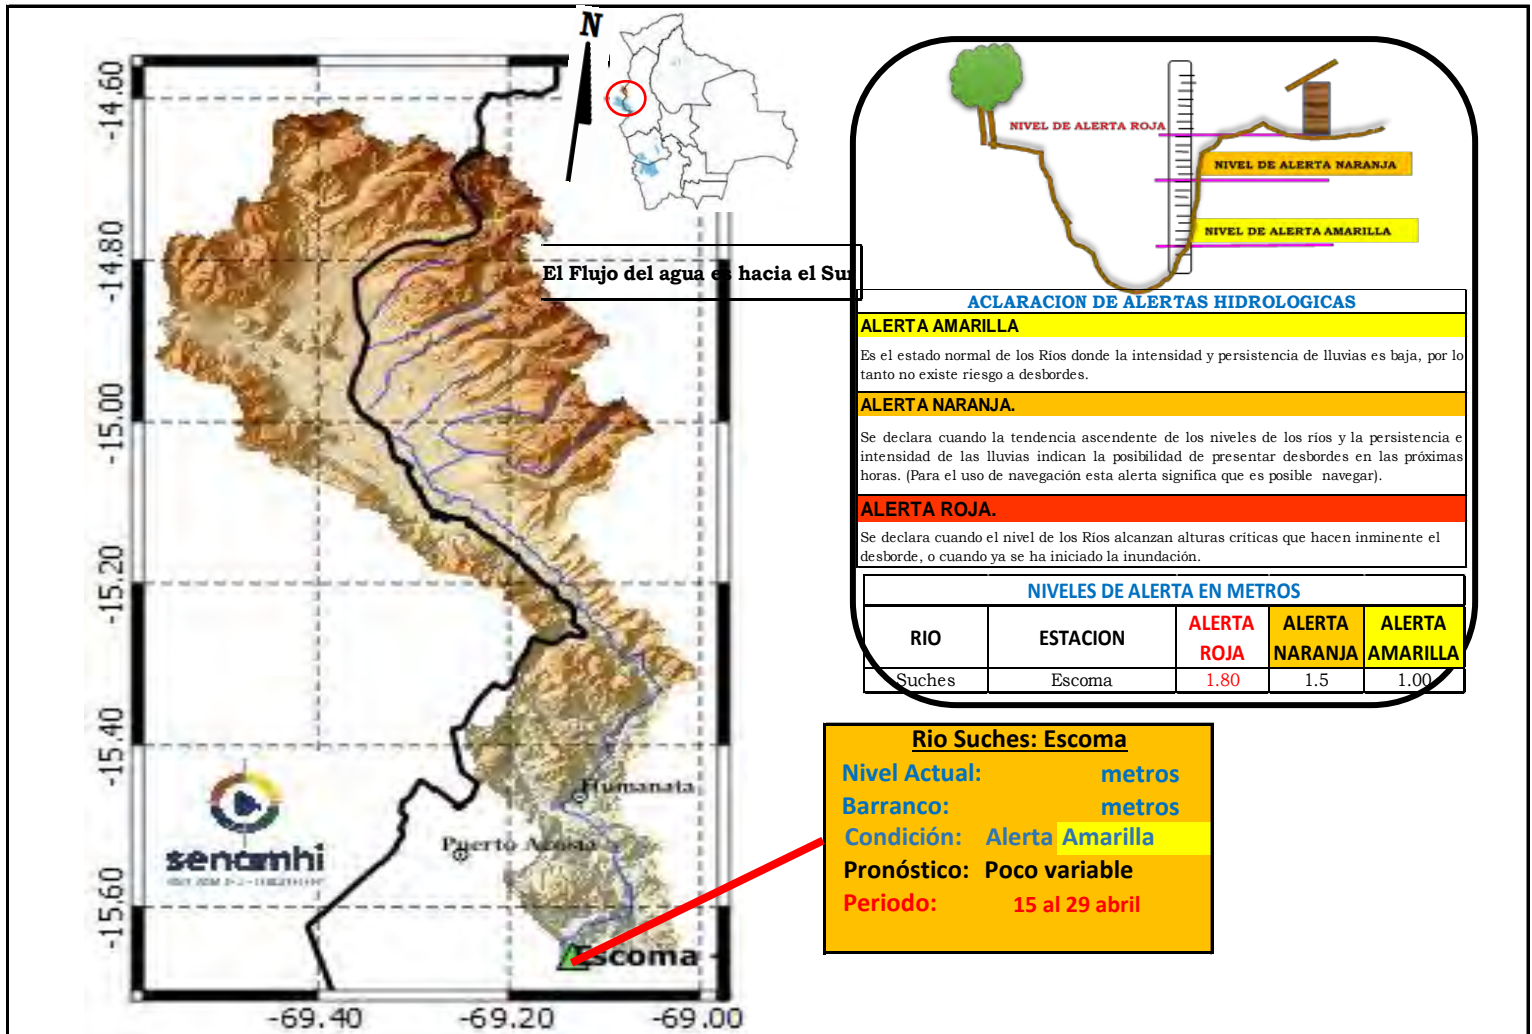 N
-14.60
-14.80
-15.00
-15.20
-15.40
-15.60
-69.40
-69.20
-69.00
El Flujo del agua es hacia el Sur
Humanata
Puerto Acosta
Escoma
senamhi
NIVEL DE ALERTA ROJA
NIVEL DE ALERTA NARANJA
NIVEL DE ALERTA AMARILLA
ACLARACION DE ALERTAS HIDROLOGICAS
ALERTA AMARILLA
Es el estado normal de los Ríos donde la intensidad y persistencia de lluvias es baja, por lo
tanto no existe riesgo a desbordes.
ALERTA NARANJA.
Se declara cuando la tendencia ascendente de los niveles de los ríos y la persistencia e
intensidad de las lluvias indican la posibilidad de presentar desbordes en las próximas
horas. (Para el uso de navegación esta alerta significa que es posible navegar).
ALERTA ROJA.
Se declara cuando el nivel de los Ríos alcanzan alturas críticas que hacen inminente el
desborde, o cuando ya se ha iniciado la inundación.
NIVELES DE ALERTA EN METROS
RIO ESTACION ALERTA ROJA ALERTA NARANJA ALERTA AMARILLA
Suches Escoma 1.80 1.5 1.00
Rio Suches: Escoma
Nivel Actual: metros
Barranco: metros
Condición: Alerta Amarilla
Pronóstico: Poco variable
Periodo: 15 al 29 abril